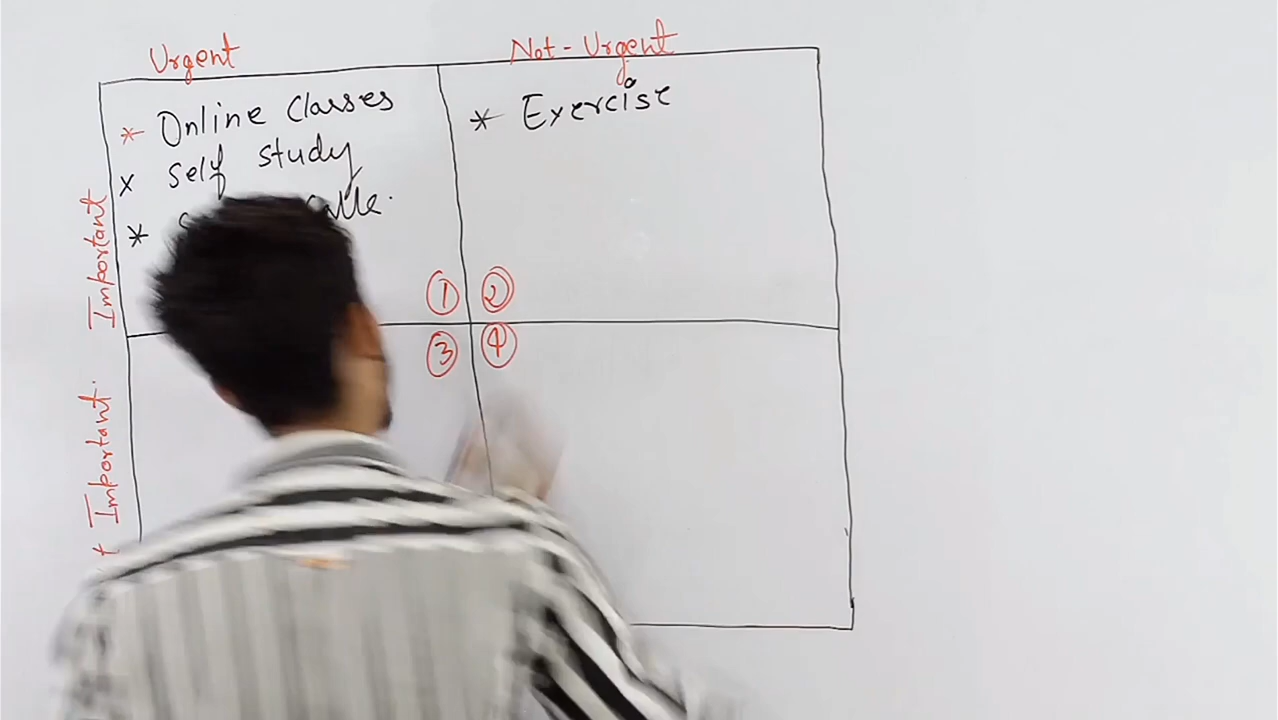 Urgent
Not-Urgent
* Online Classes
* Self study
*
* Exercise
Important
① ②
③ ④
Important.